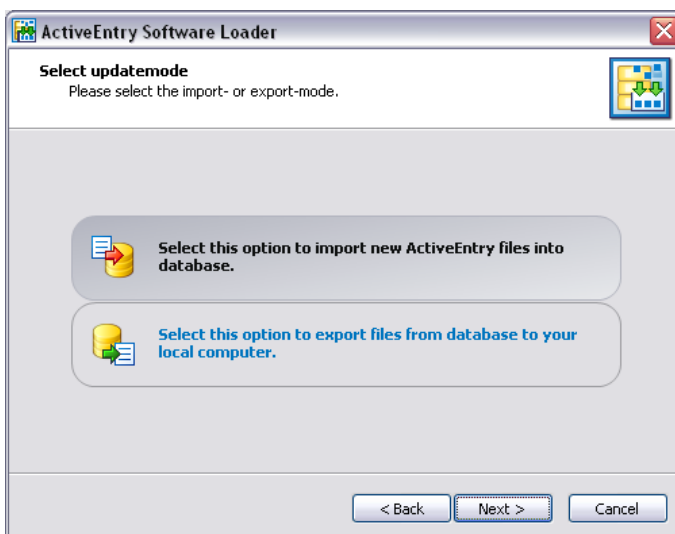 ActiveEntry Software Loader
Select updatemode
Please select the import- or export-mode.
Select this option to import new ActiveEntry files into
database.
Select this option to export files from database to your
local computer.
< Back
Next >
Cancel